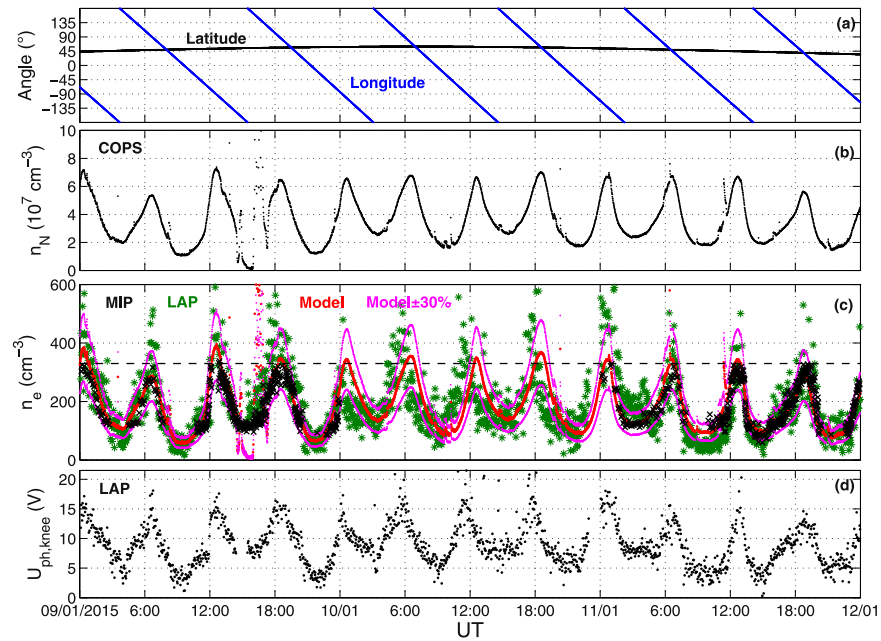 135
90
45
0
−45
−90
−135
Angle (°)
Latitude
Longitude
(a)
10
8
6
4
2
0
n_N (10^7 cm^−3)
COPS
(b)
600
400
200
0
n_e (cm^−3)
MIP LAP Model Model±30% (c)
20
15
10
5
0
U_ph,knee (V)
LAP
(d)
09/01/2015 6:00 12:00 18:00 10/01 6:00 12:00 18:00 11/01 6:00 12:00 18:00 12/01
UT